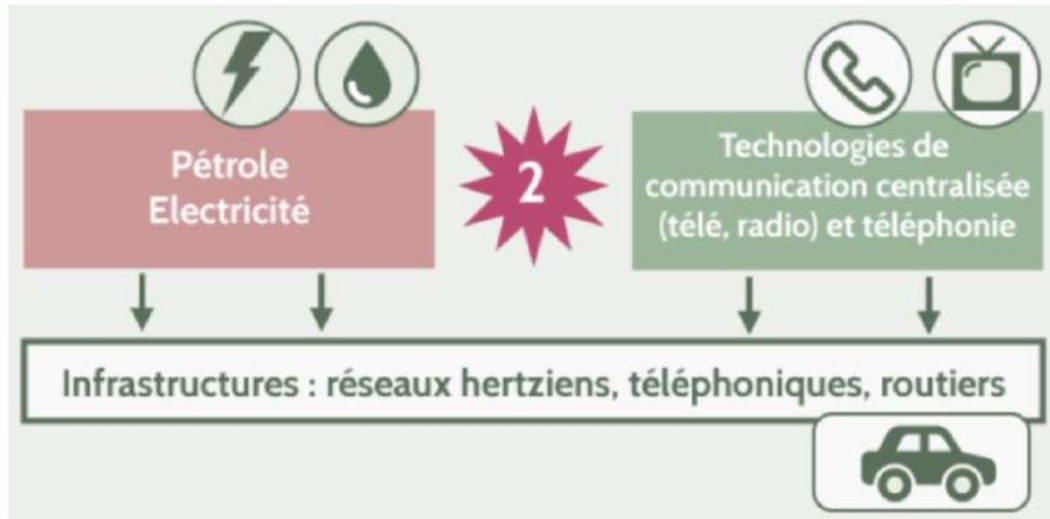 Pétrole
Electricité
2
Technologies de
communication centralisée
(télé, radio) et téléphonie
Infrastructures : réseaux hertziens, téléphoniques, routiers